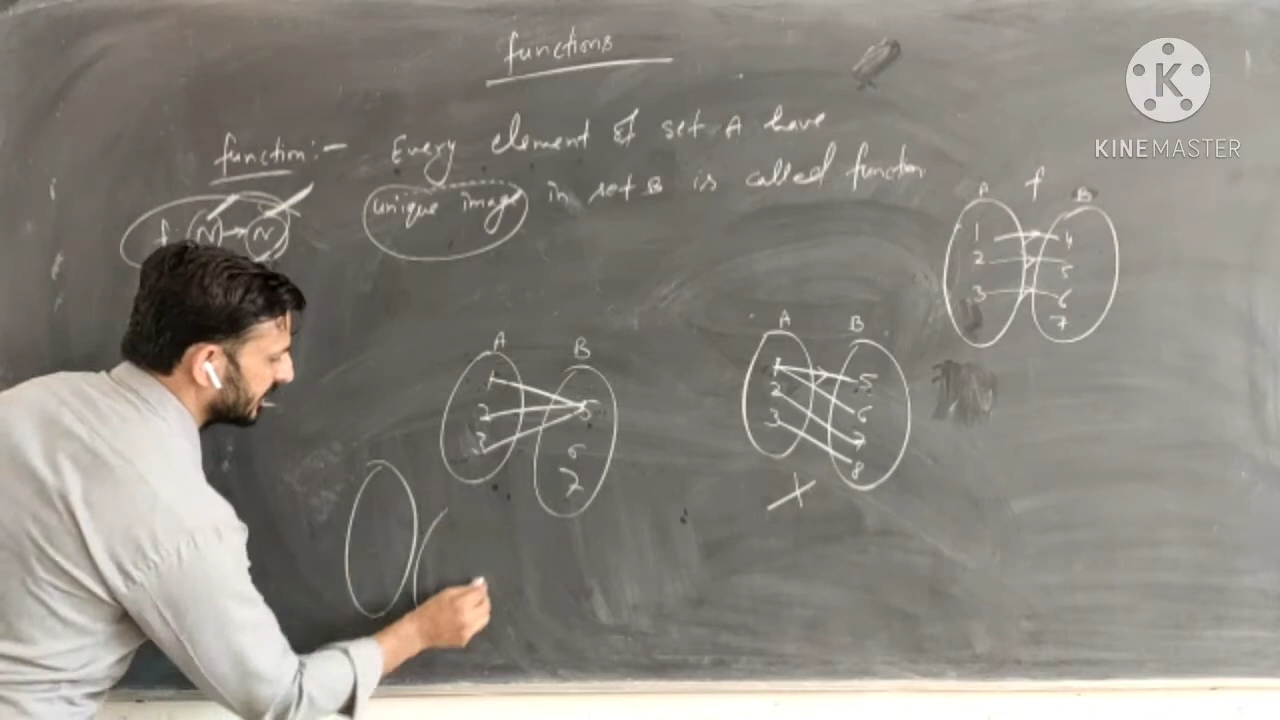 functions
function:- Every element of set A have
unique image in set B is called function
f: N → N
A f B
1 4
2 5
3 6
7
A B
1 5
2 6
3 7
A B
1 5
2 6
3 7
8
X
K
KINEMASTER